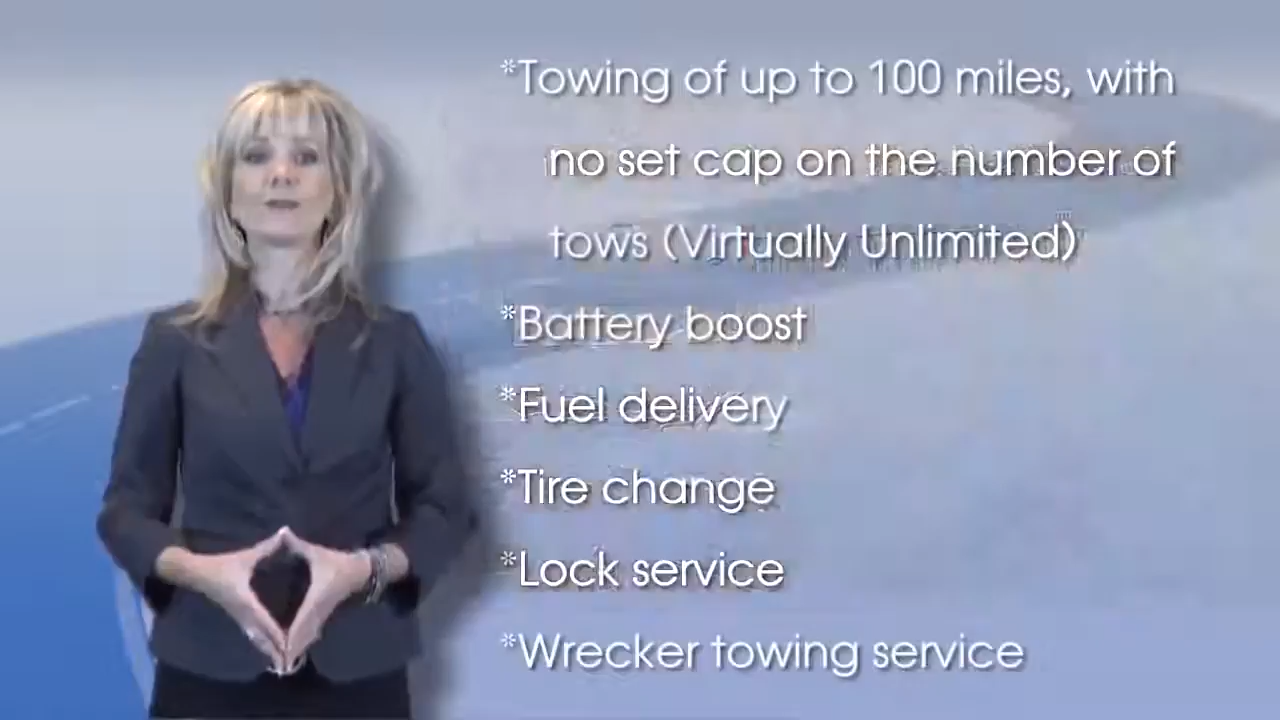 *Towing of up to 100 miles, with
no set cap on the number of
tows (Virtually Unlimited)
*Battery boost
*Fuel delivery
*Tire change
*Lock service
*Wrecker towing service